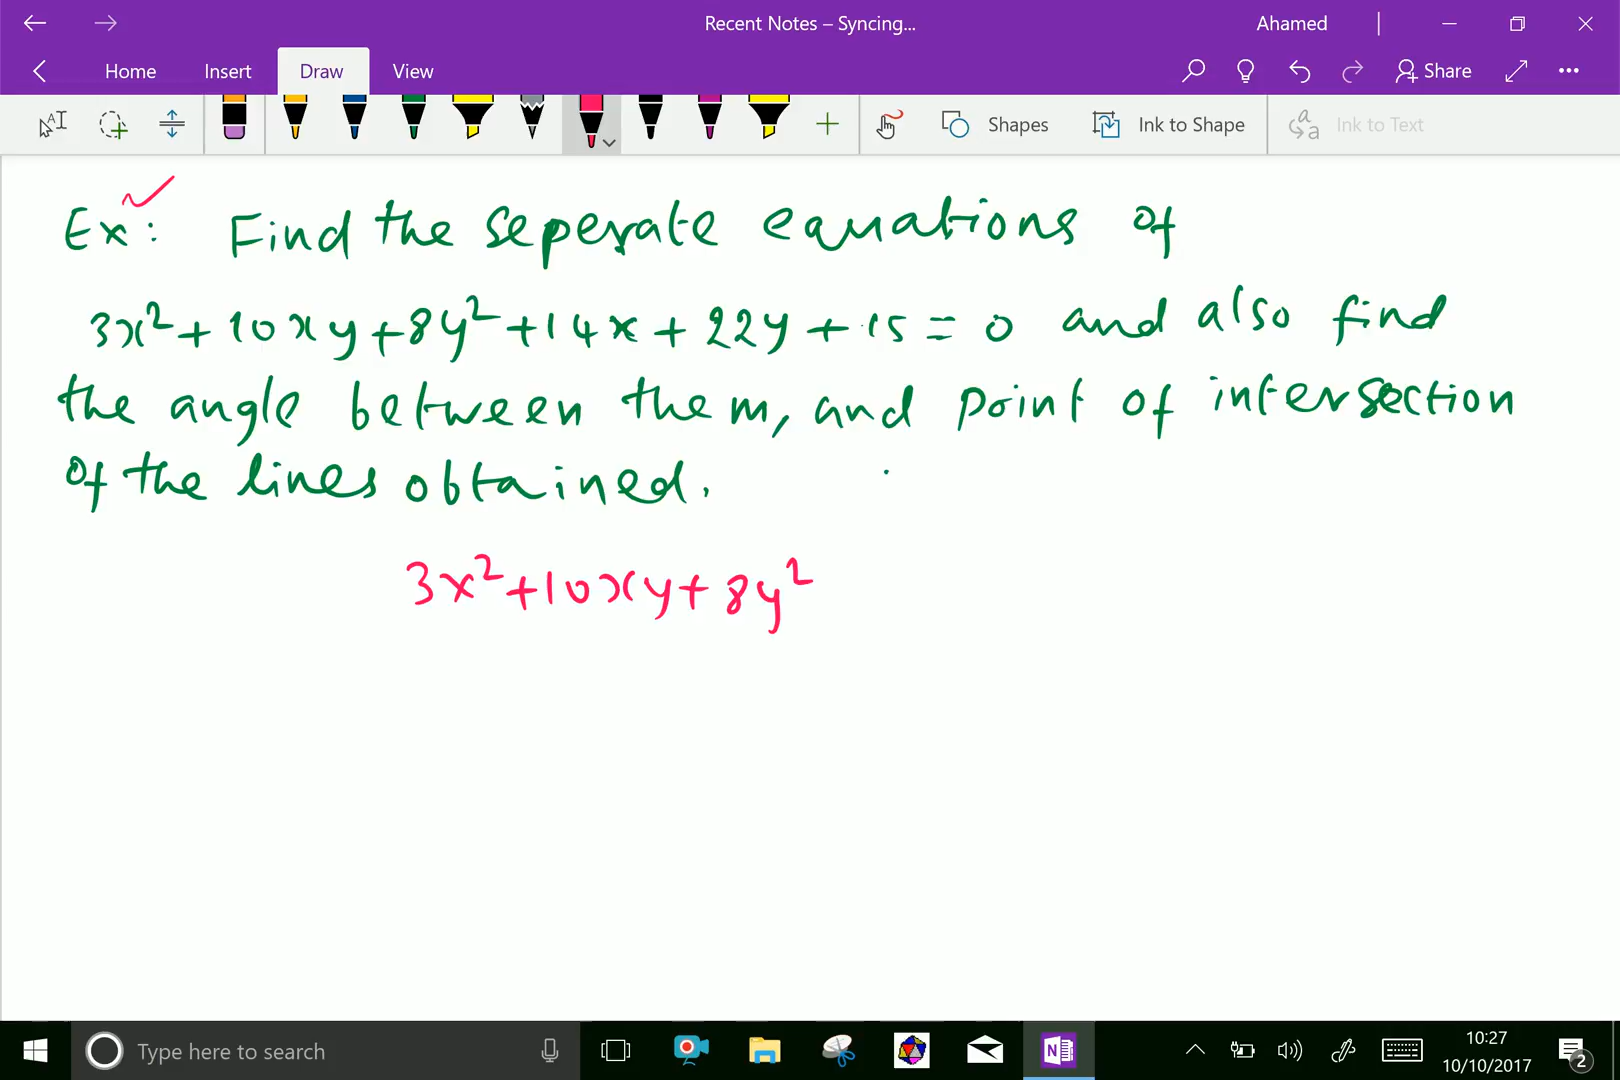 Recent Notes – Syncing...
Ahamed
Home Insert Draw View
Share
Shapes
Ink to Shape
Ink to Text
Ex: Find the seperate equations of
3x²+10xy+8y²+14x+22y+15=0 and also find
the angle between them, and point of intersection
of the lines obtained.
3x²+10xy+8y²
Type here to search
10:27
10/10/2017
2